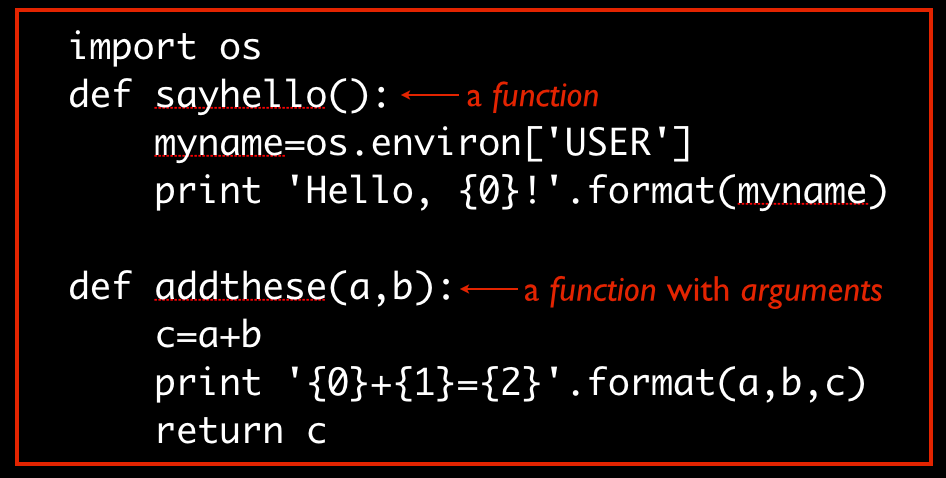 import os
def sayhello(): a function
    myname=os.environ['USER']
    print 'Hello, {0}!'.format(myname)
def addthese(a,b): a function with arguments
    c=a+b
    print '{0}+{1}={2}'.format(a,b,c)
    return c